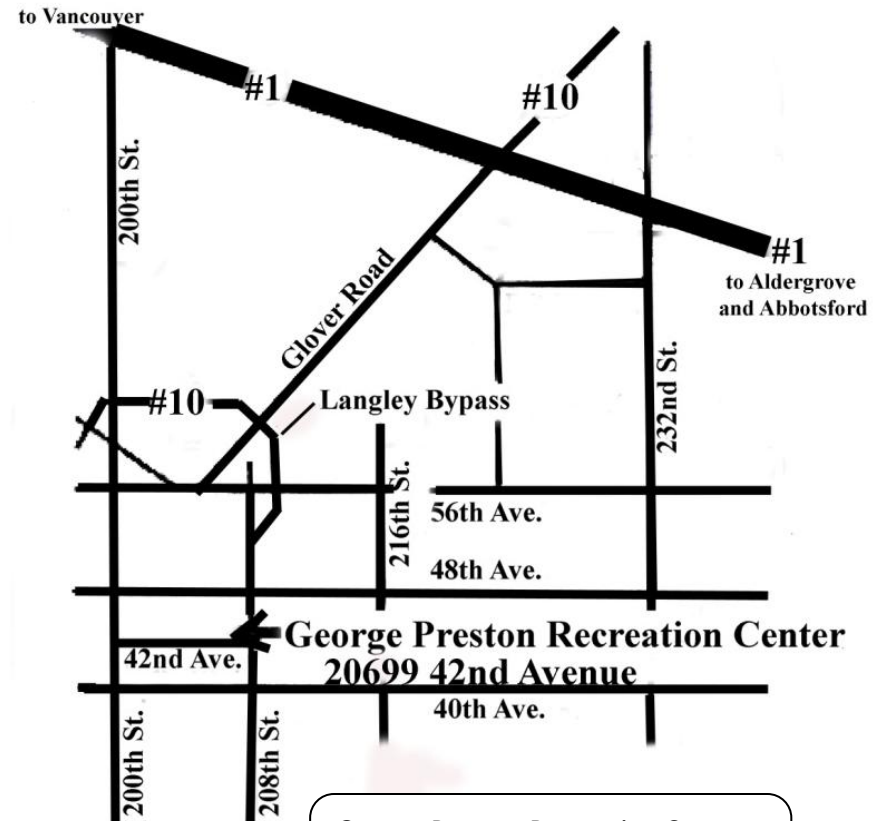 to Vancouver
#1
#10
200th St.
#1
to Aldergrove
and Abbotsford
Glover Road
232nd St.
#10
Langley Bypass
216th St.
56th Ave.
48th Ave.
George Preston Recreation Center
42nd Ave.
20699 42nd Avenue
40th Ave.
200th St.
208th St.